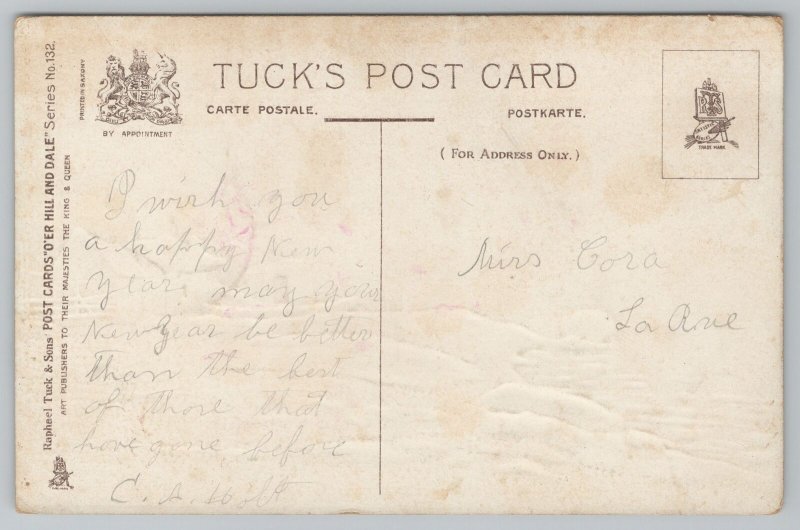 TUCK'S POST CARD
CARTE POSTALE.
POSTKARTE.
( FOR ADDRESS ONLY. )
BY APPOINTMENT
TRADE MARK
PRINTED IN SAXONY
Raphael Tuck & Sons POST CARDS "O'ER HILL AND DALE" Series No. 132.
ART PUBLISHERS TO THEIR MAJESTIES THE KING & QUEEN
I wish you
a happy New
Year. may your
New Year be better
than the best
of those that
have gone before
C. A.
Miss Cora
La Rue